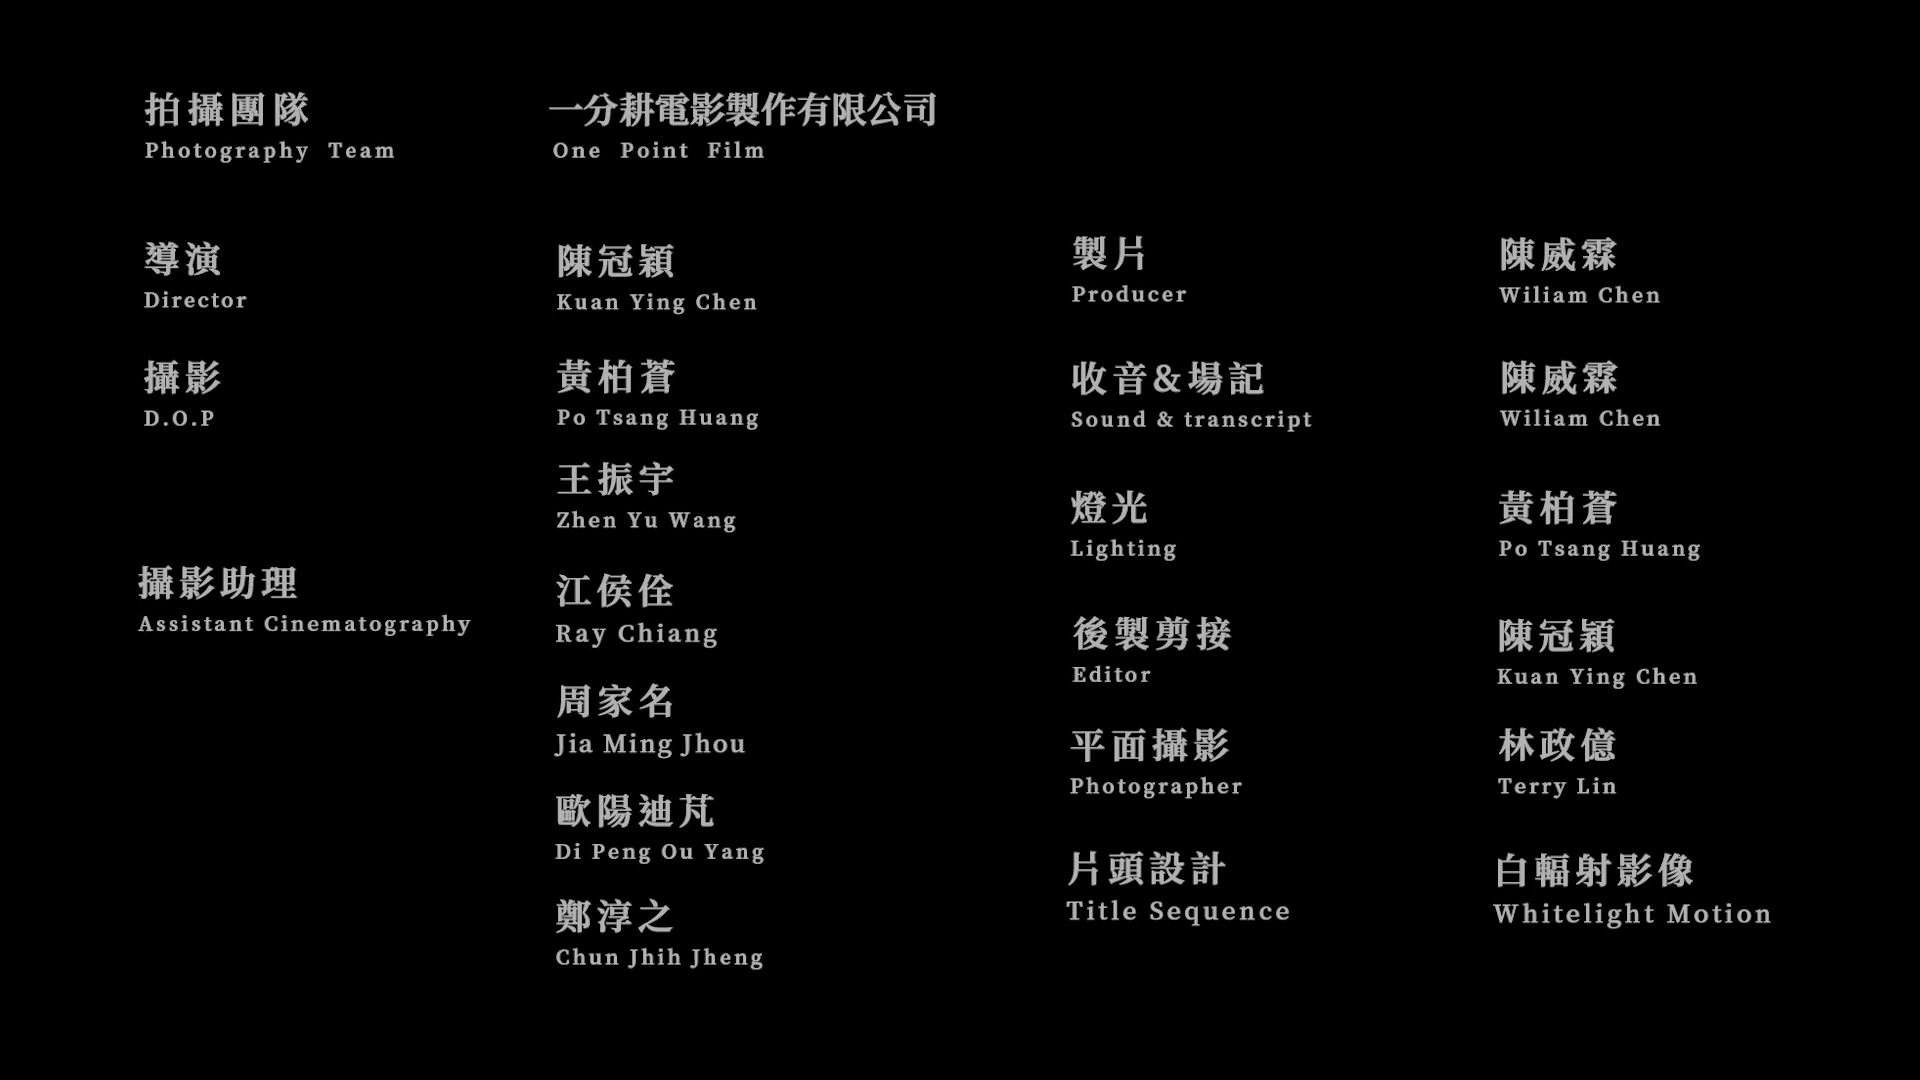 拍攝團隊
Photography Team
一分耕電影製作有限公司
One Point Film
導演
Director
陳冠穎
Kuan Ying Chen
攝影
D.O.P
黃柏蒼
Po Tsang Huang
王振宇
Zhen Yu Wang
攝影助理
Assistant Cinematography
江侯佺
Ray Chiang
周家名
Jia Ming Jhou
歐陽迪芃
Di Peng Ou Yang
鄭淳之
Chun Jhih Jheng
製片
Producer
陳威霖
Wiliam Chen
收音&場記
Sound & transcript
陳威霖
Wiliam Chen
燈光
Lighting
黃柏蒼
Po Tsang Huang
後製剪接
Editor
陳冠穎
Kuan Ying Chen
平面攝影
Photographer
林政億
Terry Lin
片頭設計
Title Sequence
白輻射影像
Whitelight Motion